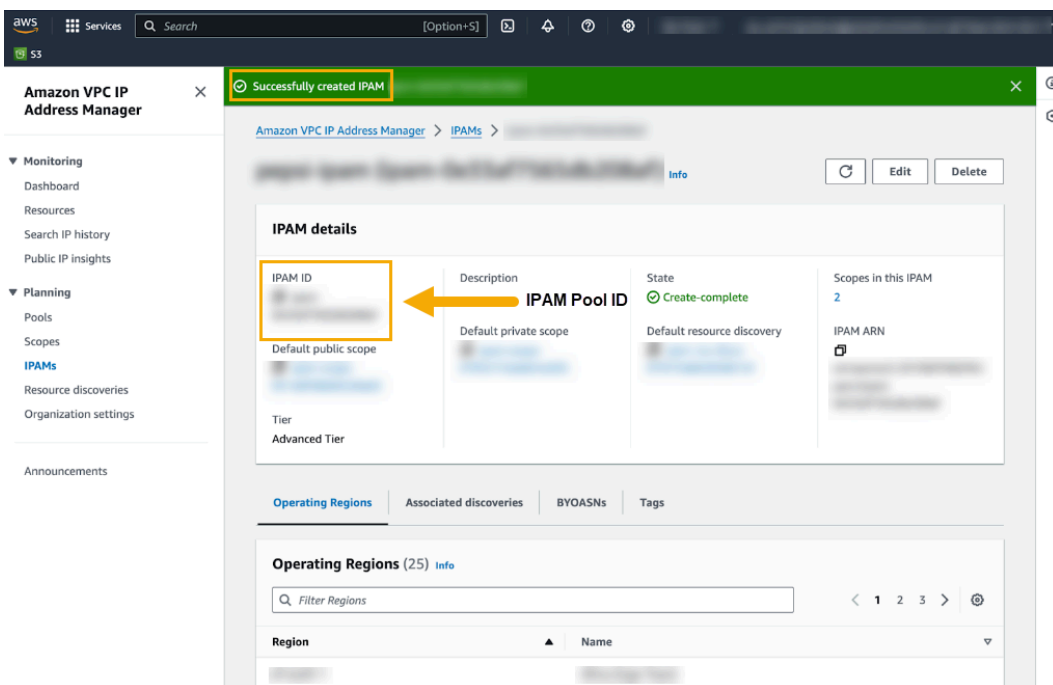 aws
Services
Search
[Option+S]
S3
Amazon VPC IP
Address Manager
Monitoring
Dashboard
Resources
Search IP history
Public IP insights
Planning
Pools
Scopes
IPAMs
Resource discoveries
Organization settings
Announcements
Successfully created IPAM
Amazon VPC IP Address Manager > IPAMs >
Info
Edit
Delete
IPAM details
IPAM ID
IPAM Pool ID
Default public scope
Tier
Advanced Tier
Description
Default private scope
State
Create-complete
Default resource discovery
Scopes in this IPAM
2
IPAM ARN
Operating Regions
Associated discoveries
BYOASNs
Tags
Operating Regions (25) Info
Filter Regions
1 2 3
Region
Name